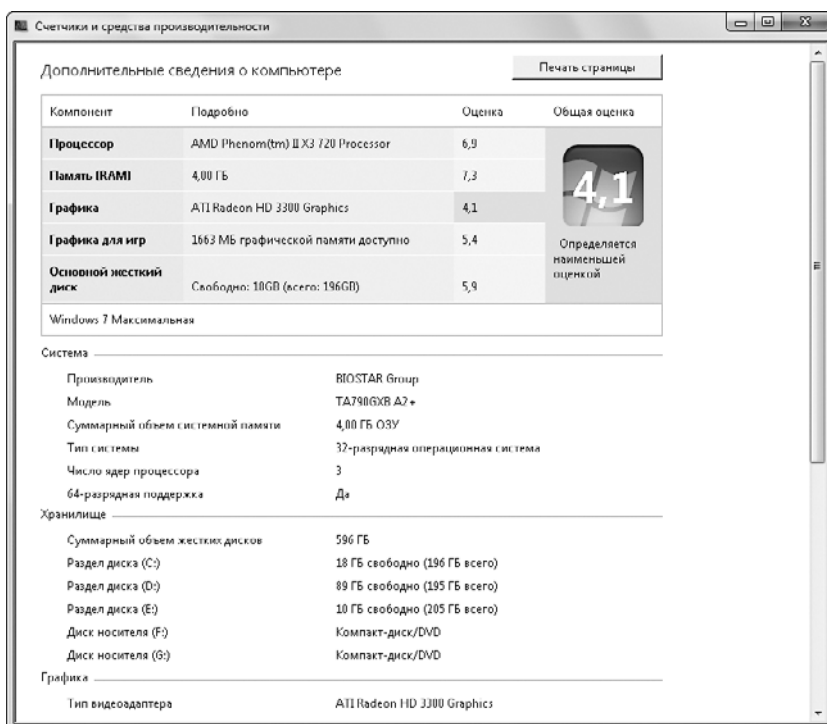 Счетчики и средства производительности
Дополнительные сведения о компьютере
Печать страницы
Компонент Подробно Оценка Общая оценка
Процессор AMD Phenom(tm) II X3 720 Processor 6,9
Память (RAM) 4,00 ГБ 7,3
4,1
Графика ATI Radeon HD 3300 Graphics 4,1
Графика для игр 1663 МБ графической памяти доступно 5,4
Определяется
наименьшей
оценкой
Основной жесткий
диск Свободно: 18GB (всего: 196GB) 5,9
Windows 7 Максимальная
Система
Производитель BIOSTAR Group
Модель TA790GXB A2+
Суммарный объем системной памяти 4,00 ГБ ОЗУ
Тип системы 32-разрядная операционная система
Число ядер процессора 3
64-разрядная поддержка Да
Хранилище
Суммарный объем жестких дисков 596 ГБ
Раздел диска (C:) 18 ГБ свободно (196 ГБ всего)
Раздел диска (D:) 89 ГБ свободно (195 ГБ всего)
Раздел диска (E:) 10 ГБ свободно (205 ГБ всего)
Диск носителя (F:) Компакт-диск/DVD
Диск носителя (G:) Компакт-диск/DVD
Графика
Тип видеоадаптера ATI Radeon HD 3300 Graphics